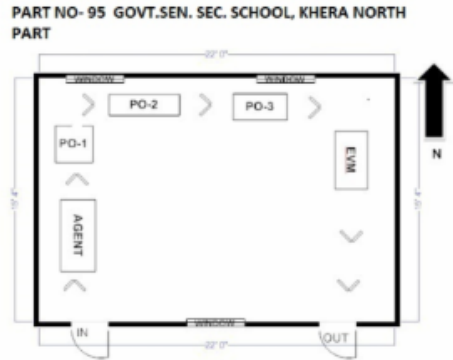 PART NO- 95 GOVT.SEN. SEC. SCHOOL, KHERA NORTH
PART
22' 0"
WINDOW WINDOW
PO-2 PO-3
PO-1
EVM
N
AGENT
WINDOW
IN OUT
22' 0"